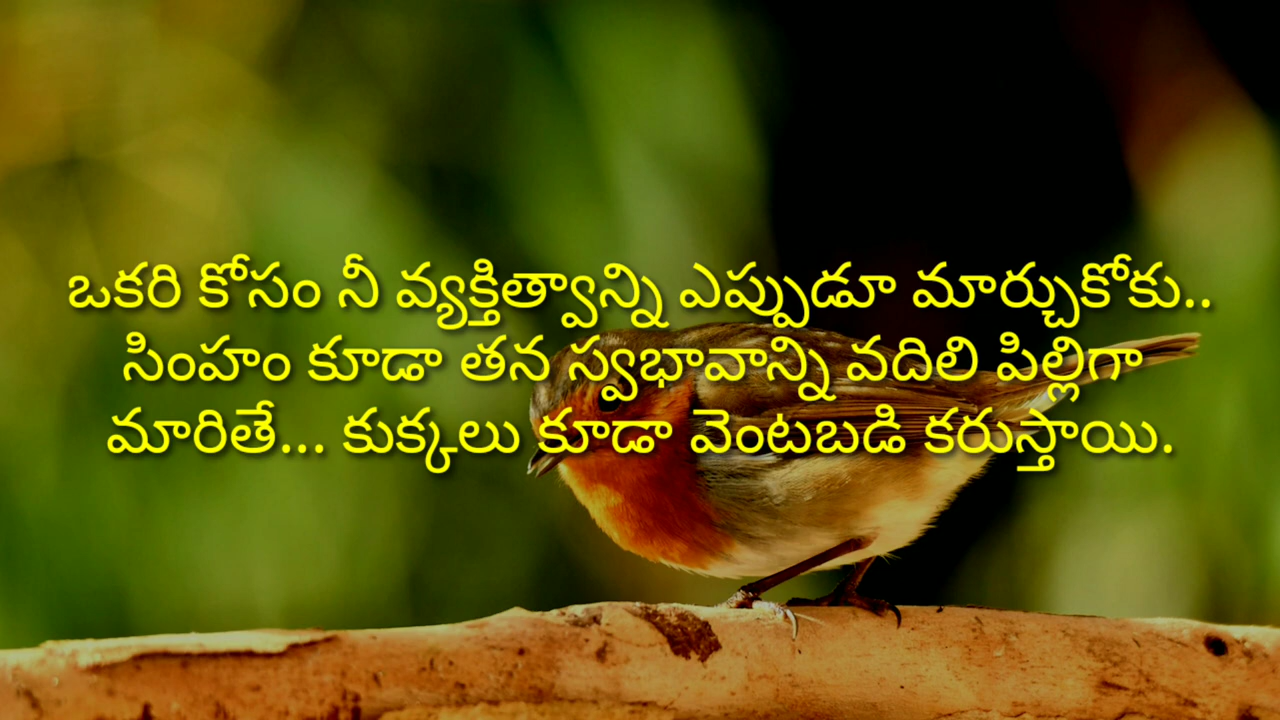 ఒకరి కోసం నీ వ్యక్తిత్వాన్ని ఎప్పుడూ మార్చుకోకు..
సింహం కూడా తన స్వభావాన్ని వదిలి పిల్లిగా
మారితే... కుక్కలు కూడా వెంటబడి కరుస్తాయి.